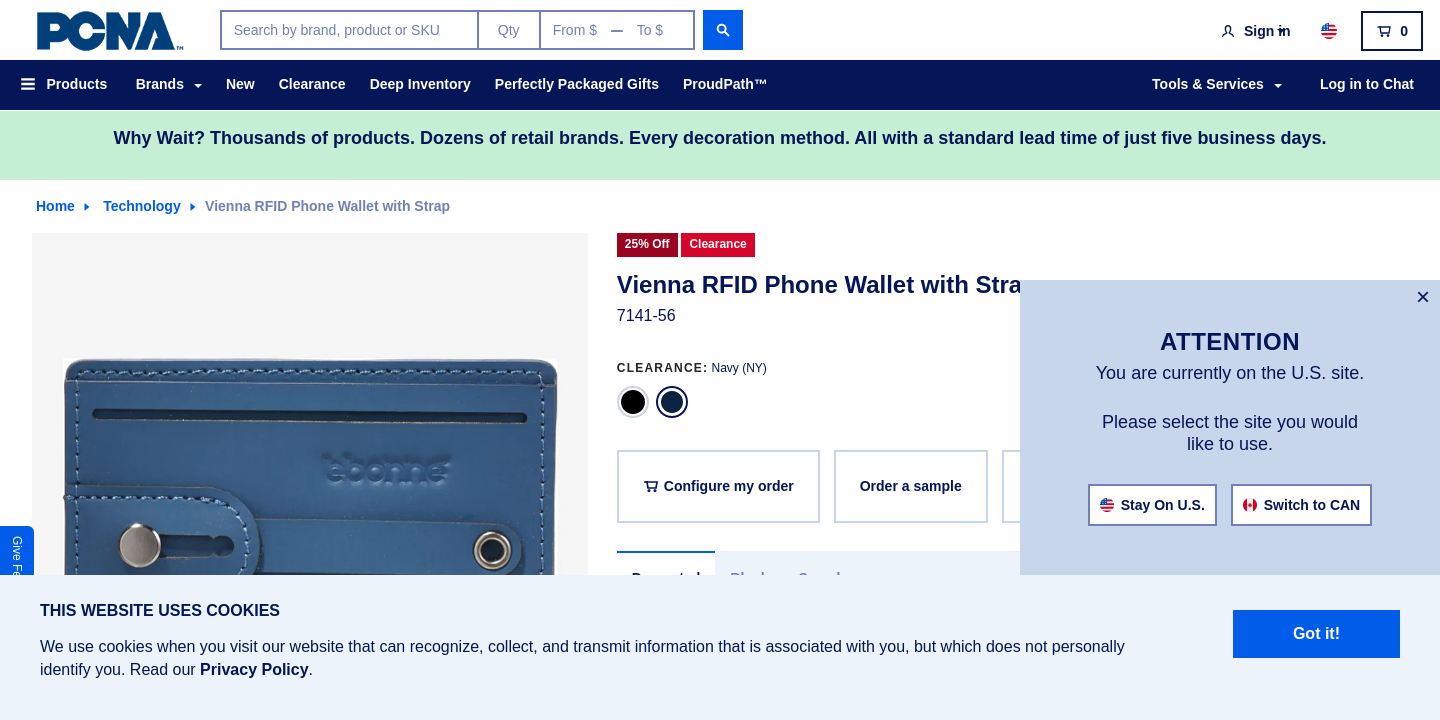 PCNA™
Search by brand, product or SKU
Qty
From $ — To $
Sign in
0
Products
Brands
New
Clearance
Deep Inventory
Perfectly Packaged Gifts
ProudPath™
Tools & Services
Log in to Chat
Why Wait? Thousands of products. Dozens of retail brands. Every decoration method. All with a standard lead time of just five business days.
Home
Technology
Vienna RFID Phone Wallet with Strap
25% Off
Clearance
Vienna RFID Phone Wallet with Stra
7141-56
CLEARANCE: Navy (NY)
Configure my order
Order a sample
ebonne
×
ATTENTION
You are currently on the U.S. site.
Please select the site you would
like to use.
Stay On U.S.
Switch to CAN
Give Fe
THIS WEBSITE USES COOKIES
We use cookies when you visit our website that can recognize, collect, and transmit information that is associated with you, but which does not personally
identify you. Read our Privacy Policy.
Got it!